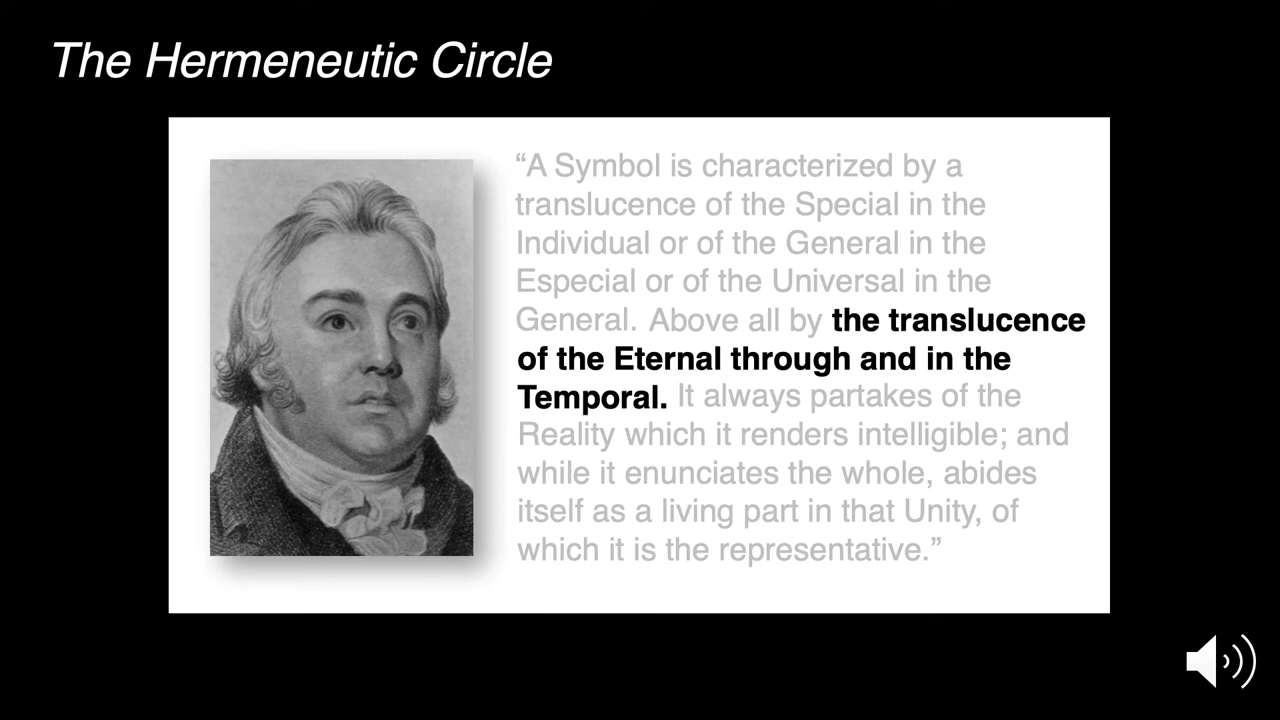 The Hermeneutic Circle
“A Symbol is characterized by a
translucence of the Special in the
Individual or of the General in the
Especial or of the Universal in the
General. Above all by the translucence
of the Eternal through and in the
Temporal. It always partakes of the
Reality which it renders intelligible; and
while it enunciates the whole, abides
itself as a living part in that Unity, of
which it is the representative.”